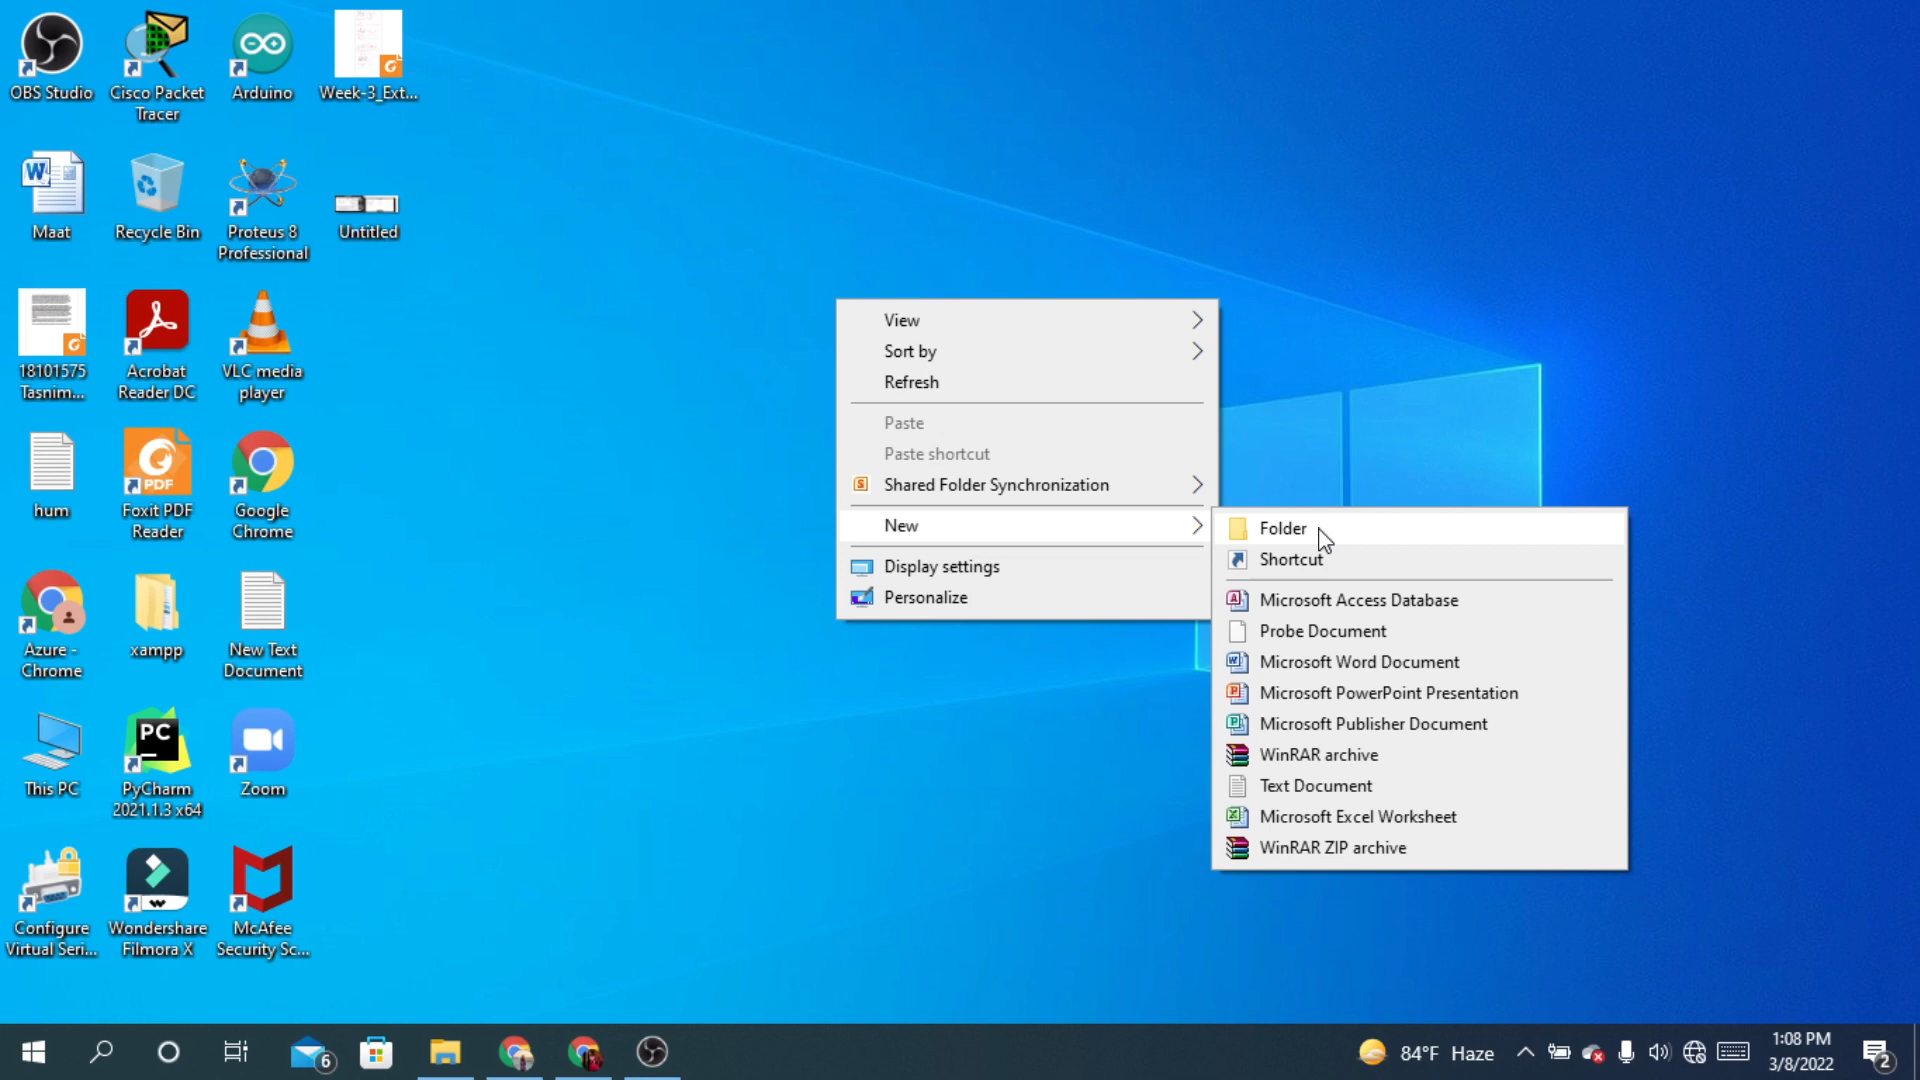 OBS Studio
Cisco Packet
Tracer
Arduino
Week-3_Ext...
Maat
Recycle Bin
Proteus 8
Professional
Untitled
18101575
Tasnim...
Acrobat
Reader DC
VLC media
player
hum
PDF
Foxit PDF
Reader
Google
Chrome
Azure -
Chrome
xampp
New Text
Document
This PC
PC
PyCharm
2021.1.3 x64
Zoom
Configure
Virtual Seri...
Wondershare
Filmora X
McAfee
Security Sc...
View
Sort by
Refresh
Paste
Paste shortcut
Shared Folder Synchronization
New
Display settings
Personalize
Folder
Shortcut
Microsoft Access Database
Probe Document
Microsoft Word Document
Microsoft PowerPoint Presentation
Microsoft Publisher Document
WinRAR archive
Text Document
Microsoft Excel Worksheet
WinRAR ZIP archive
6
84°F Haze
1:08 PM
3/8/2022
2